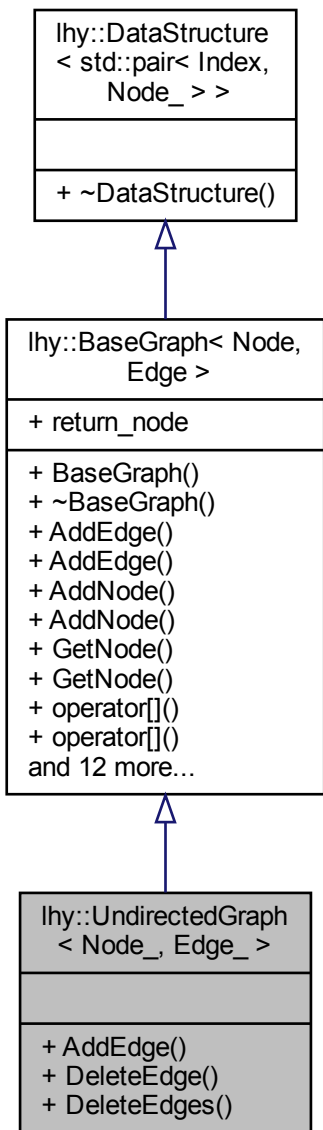 lhy::DataStructure
< std::pair< Index,
Node_ > >
+ ~DataStructure()
lhy::BaseGraph< Node,
Edge >
+ return_node
+ BaseGraph()
+ ~BaseGraph()
+ AddEdge()
+ AddEdge()
+ AddNode()
+ AddNode()
+ GetNode()
+ GetNode()
+ operator[]()
+ operator[]()
and 12 more...
lhy::UndirectedGraph
< Node_, Edge_ >
+ AddEdge()
+ DeleteEdge()
+ DeleteEdges()